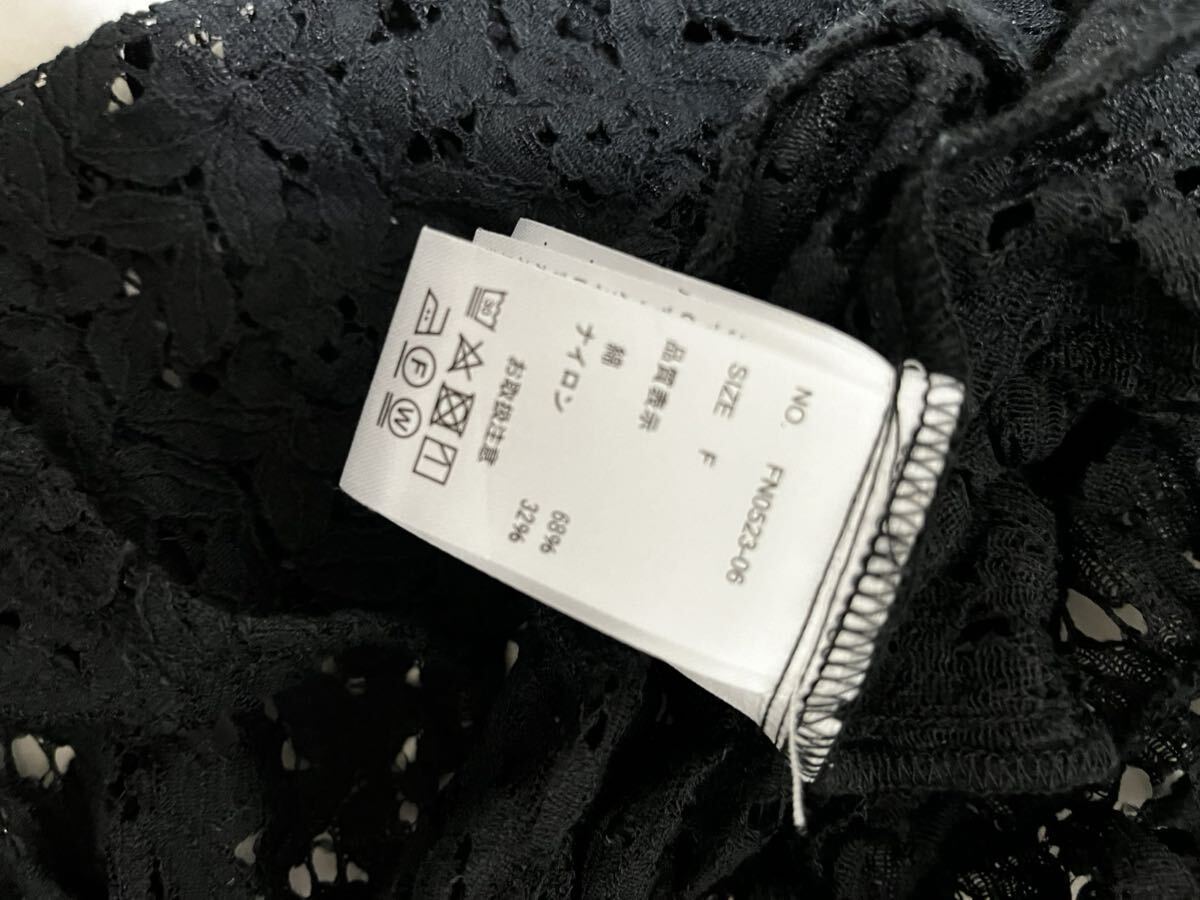 NO. FN0523-06
SIZE F
品質表示
綿 68%
ナイロン 32%
お取扱注意
30
F
W